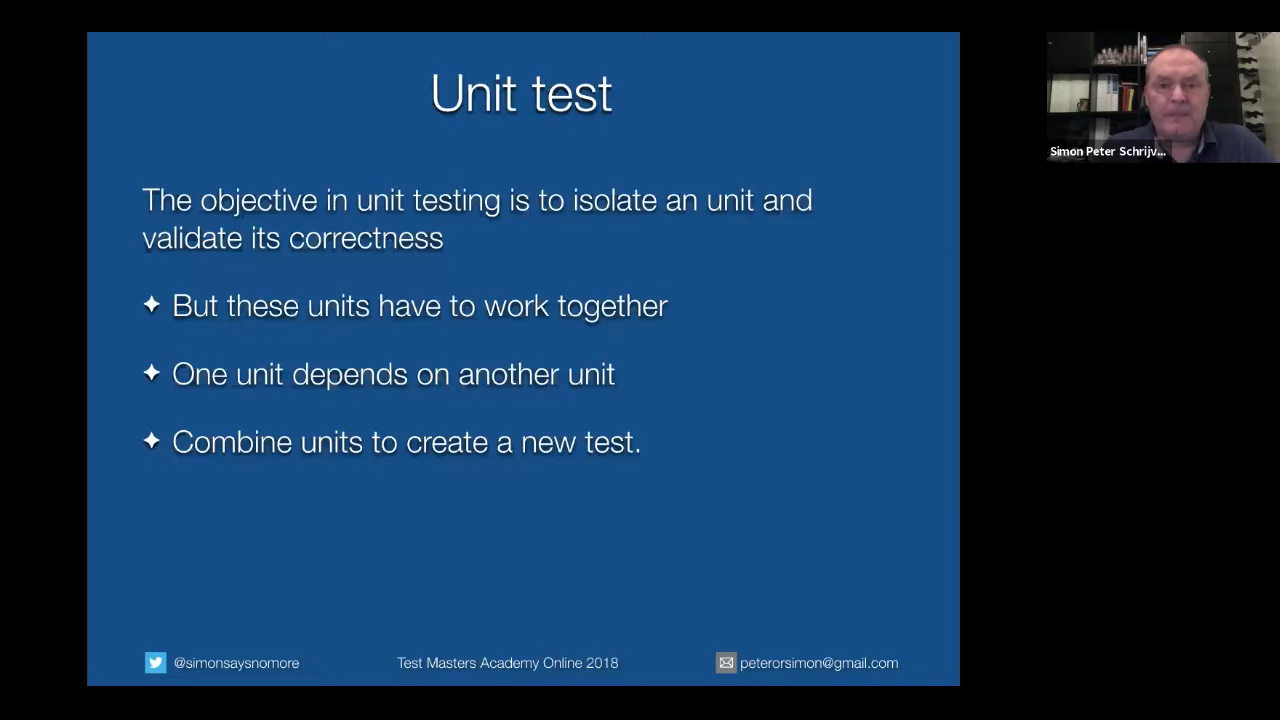 Unit test
Simon Peter Schrijv...
The objective in unit testing is to isolate an unit and
validate its correctness
But these units have to work together
One unit depends on another unit
Combine units to create a new test.
@simonsaysnomore
Test Masters Academy Online 2018
peterorsimon@gmail.com